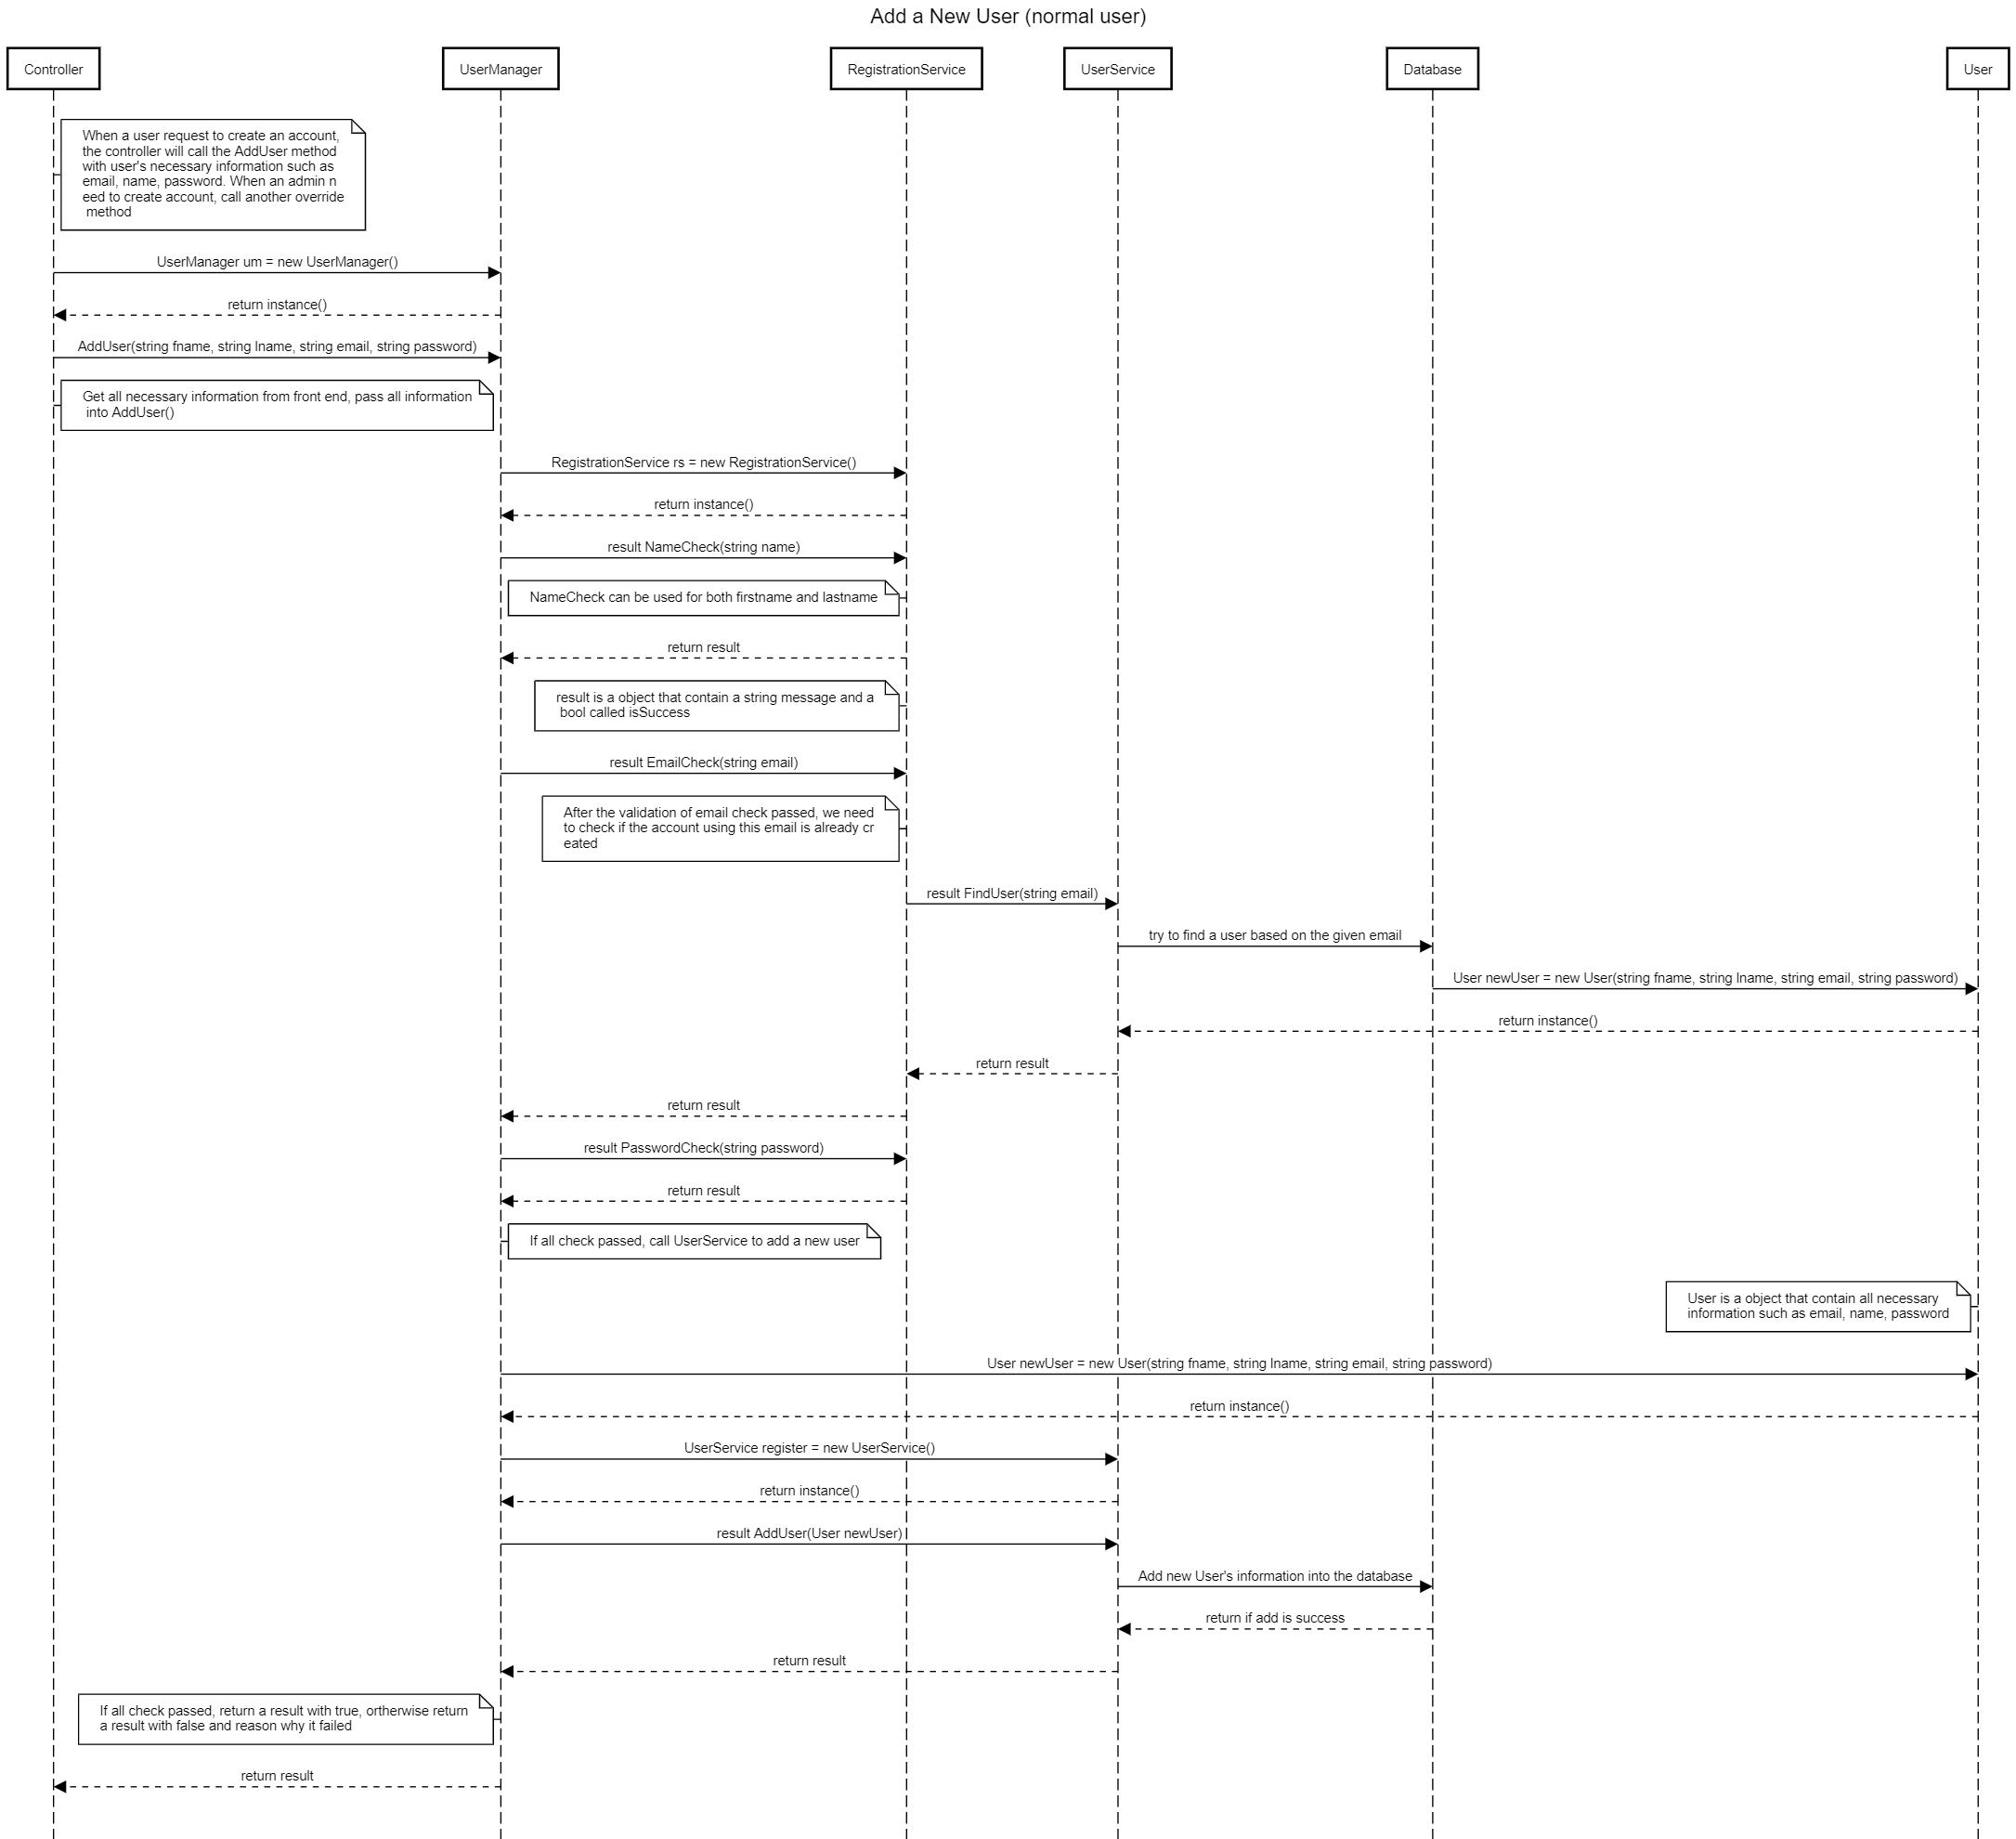 Add a New User (normal user)
Controller
UserManager
RegistrationService
UserService
Database
User
When a user request to create an account,
the controller will call the AddUser method
with user's necessary information such as
email, name, password. When an admin n
eed to create account, call another override
method
UserManager um = new UserManager()
return instance()
AddUser(string fname, string lname, string email, string password)
Get all necessary information from front end, pass all information
into AddUser()
RegistrationService rs = new RegistrationService()
return instance()
result NameCheck(string name)
NameCheck can be used for both firstname and lastname
return result
result is a object that contain a string message and a
bool called isSuccess
result EmailCheck(string email)
After the validation of email check passed, we need
to check if the account using this email is already cr
eated
result FindUser(string email)
try to find a user based on the given email
User newUser = new User(string fname, string lname, string email, string password)
return instance()
return result
return result
result PasswordCheck(string password)
return result
If all check passed, call UserService to add a new user
User is a object that contain all necessary
information such as email, name, password
User newUser = new User(string fname, string lname, string email, string password)
return instance()
UserService register = new UserService()
return instance()
result AddUser(User newUser)
Add new User's information into the database
return if add is success
return result
If all check passed, return a result with true, ortherwise return
a result with false and reason why it failed
return result